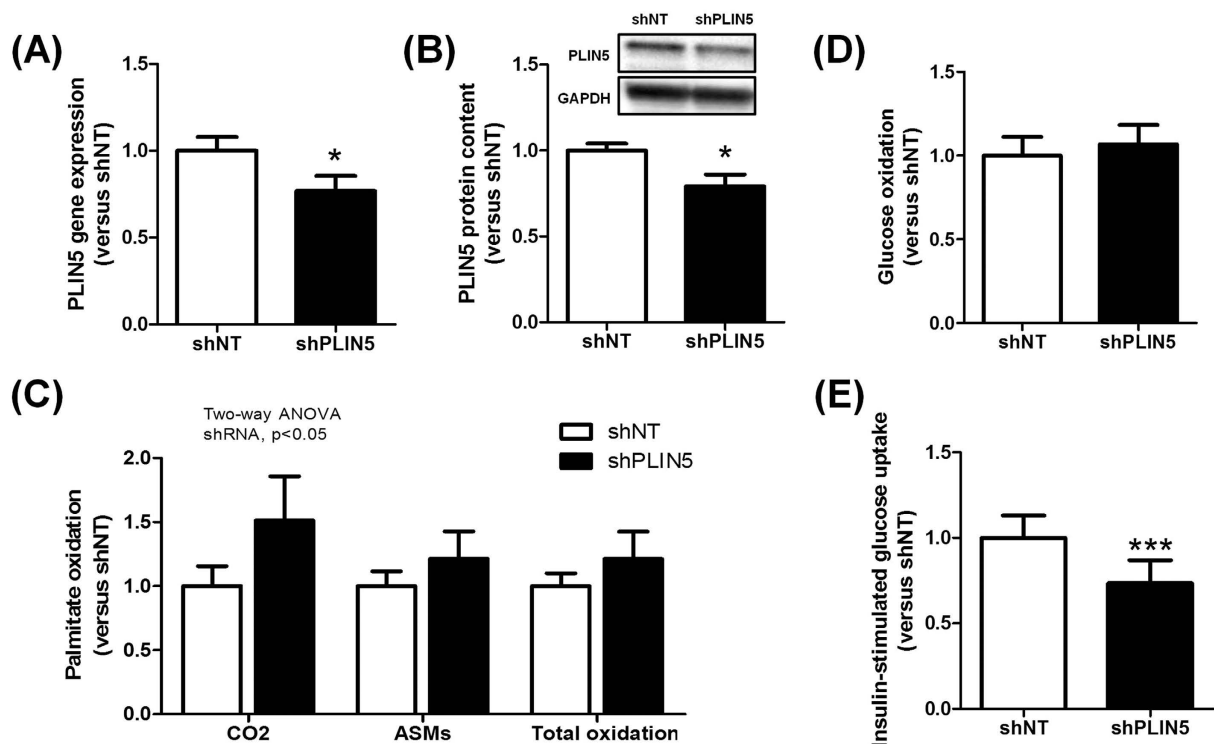 (A)
PLIN5 gene expression
(versus shNT)
1.5
1.0
0.5
0.0
*
shNT
shPLIN5
(B)
shNT
shPLIN5
PLIN5
GAPDH
PLIN5 protein content
(versus shNT)
1.5
1.0
0.5
0.0
*
shNT
shPLIN5
(D)
Glucose oxidation
(versus shNT)
1.5
1.0
0.5
0.0
shNT
shPLIN5
(C)
Two-way ANOVA
shRNA, p<0.05
shNT
shPLIN5
Palmitate oxidation
(versus shNT)
2.0
1.5
1.0
0.5
0.0
CO2
ASMs
Total oxidation
(E)
Insulin-stimulated glucose uptake
(versus shNT)
1.5
1.0
0.5
0.0
***
shNT
shPLIN5